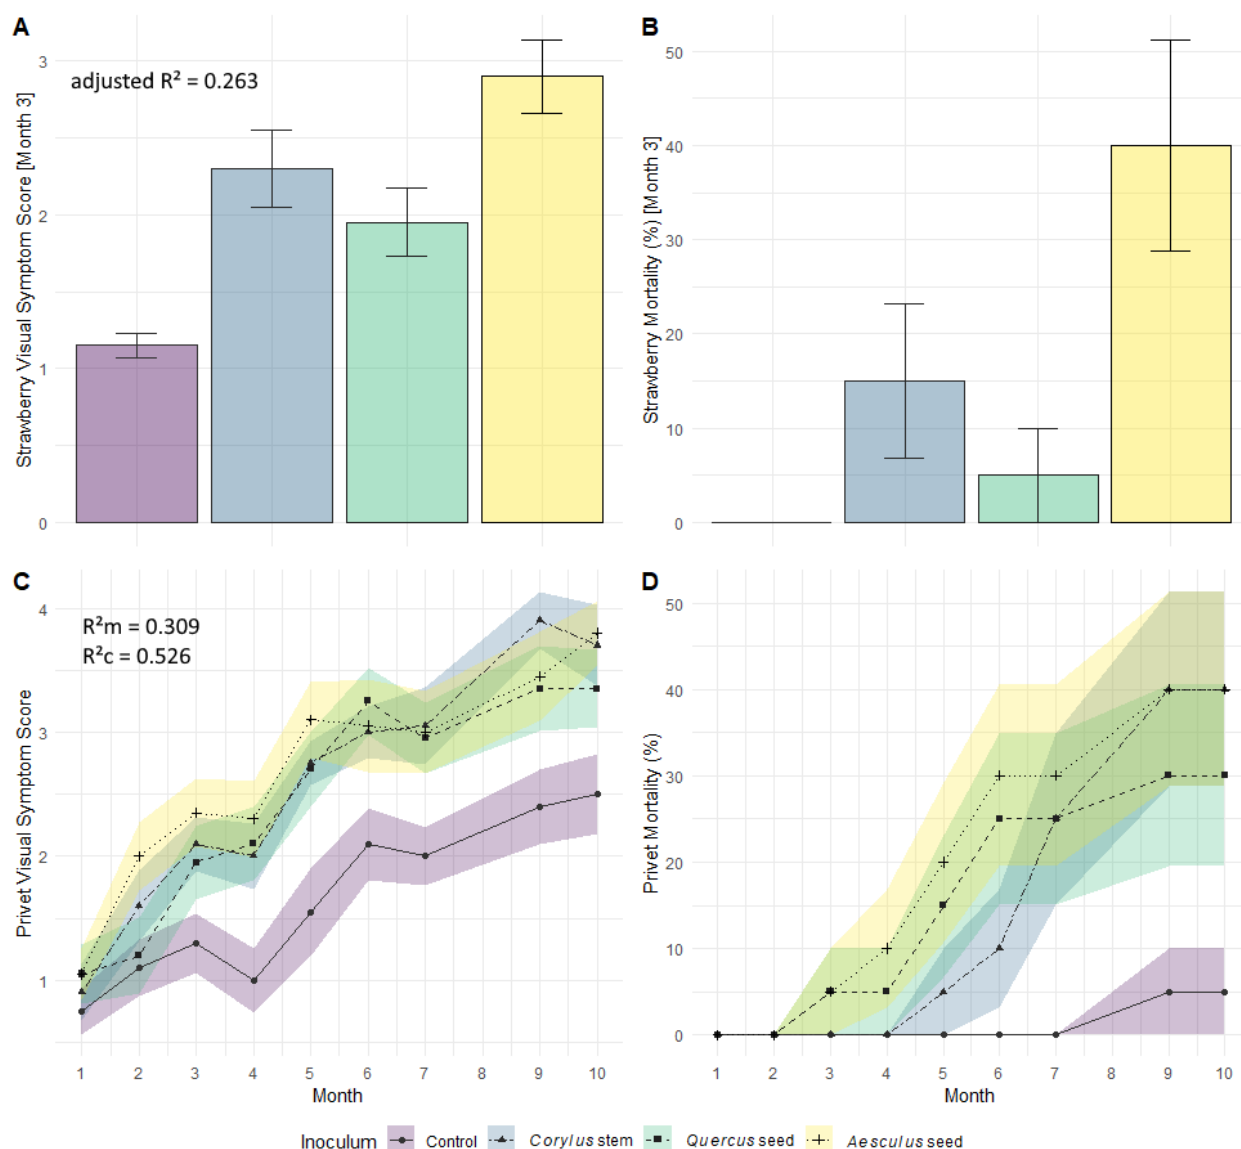 A
adjusted R² = 0.263
Strawberry Visual Symptom Score [Month 3]
3
2
1
0
B
Strawberry Mortality (%) [Month 3]
50
40
30
20
10
0
C
R²m = 0.309
R²c = 0.526
Privet Visual Symptom Score
4
3
2
1
1 2 3 4 5 6 7 8 9 10
Month
D
Privet Mortality (%)
50
40
30
20
10
0
1 2 3 4 5 6 7 8 9 10
Month
Inoculum Control Corylus stem Quercus seed Aesculus seed